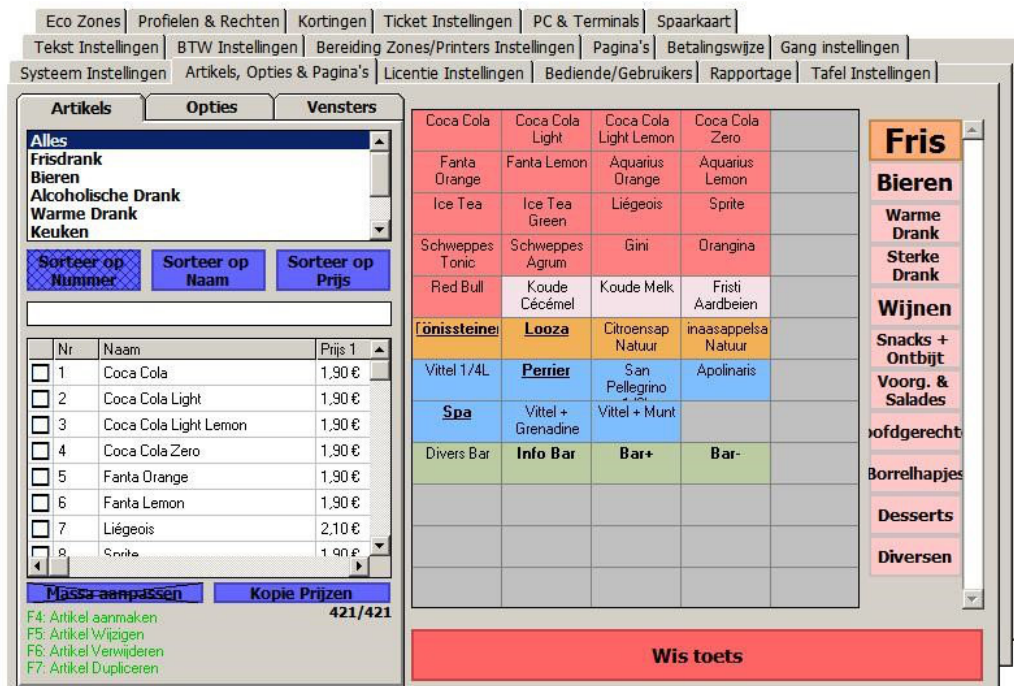 Eco Zones Profielen & Rechten Kortingen Ticket Instellingen PC & Terminals Spaarkaart
Tekst Instellingen BTW Instellingen Bereiding Zones/Printers Instellingen Pagina's Betalingswijze Gang instellingen
Systeem Instellingen Artikels, Opties & Pagina's Licentie Instellingen Bediende/Gebruikers Rapportage Tafel Instellingen
Artikels Opties Vensters
Alles
Frisdrank
Bieren
Alcoholische Drank
Warme Drank
Keuken
Sorteer op
Nummer
Sorteer op
Naam
Sorteer op
Prijs
Nr Naam Prijs 1
1 Coca Cola 1,90 €
2 Coca Cola Light 1,90 €
3 Coca Cola Light Lemon 1,90 €
4 Coca Cola Zero 1,90 €
5 Fanta Orange 1,90 €
6 Fanta Lemon 1,90 €
7 Liégeois 2,10 €
8 Sprite 1,90 €
Massa aanpassen Kopie Prijzen
421/421
F4: Artikel aanmaken
F5: Artikel Wijzigen
F6: Artikel Verwijderen
F7: Artikel Dupliceren
Coca Cola
Coca Cola
Light
Coca Cola
Light Lemon
Coca Cola
Zero
Fanta
Orange
Fanta Lemon
Aquarius
Orange
Aquarius
Lemon
Ice Tea
Ice Tea
Green
Liégeois
Sprite
Schweppes
Tonic
Schweppes
Agrum
Gini
Orangina
Red Bull
Koude
Cécémel
Koude Melk
Fristi
Aardbeien
Tönissteiner
Looza
Citroensap
Natuur
inaasappelsa
Natuur
Vittel 1/4L
Perrier
San
Pellegrino
Apolinaris
Spa
Vittel +
Grenadine
Vittel + Munt
Divers Bar
Info Bar
Bar+
Bar-
Fris
Bieren
Warme
Drank
Sterke
Drank
Wijnen
Snacks +
Ontbijt
Voorg. &
Salades
oofdgerecht
Borrelhapjes
Desserts
Diversen
Wis toets